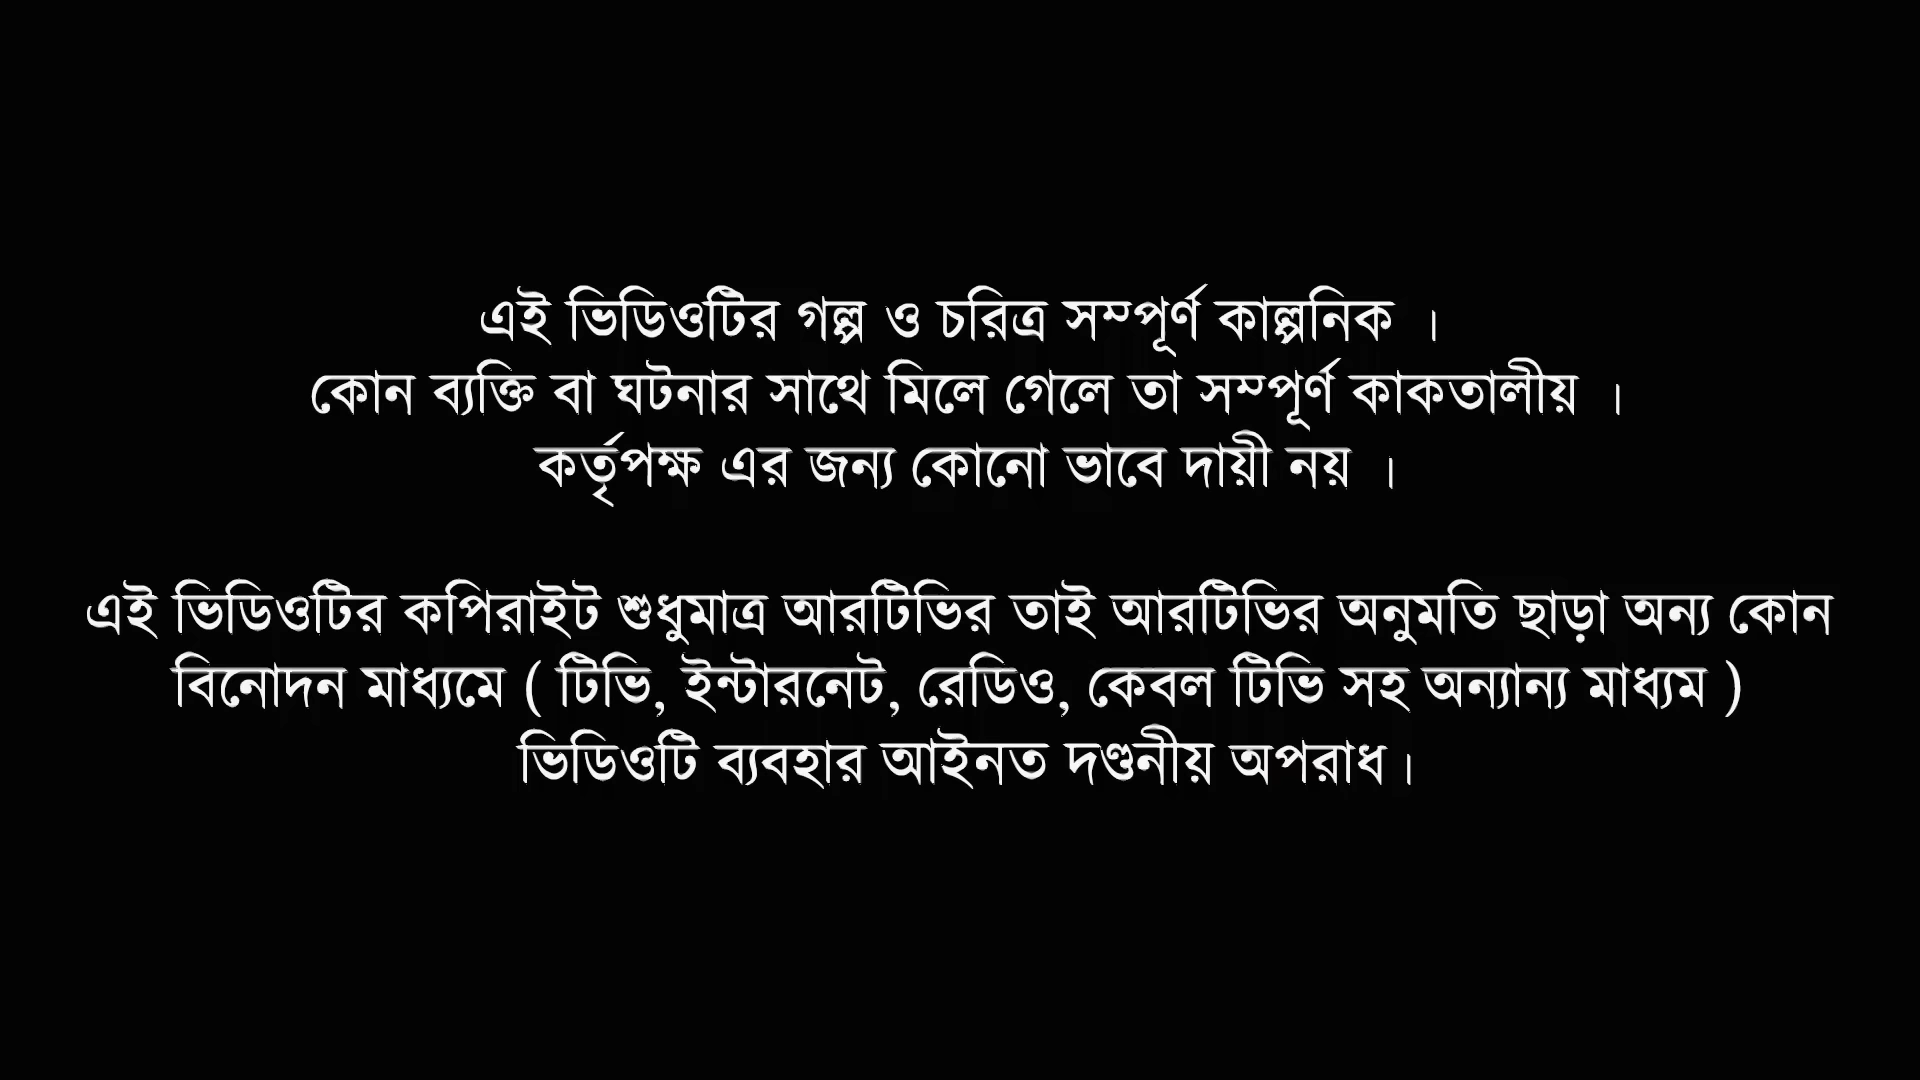 এই ভিডিওটির গল্প ও চরিত্র সম্পূর্ণ কাল্পনিক ।
কোন ব্যক্তি বা ঘটনার সাথে মিলে গেলে তা সম্পূর্ণ কাকতালীয় ।
কর্তৃপক্ষ এর জন্য কোনো ভাবে দায়ী নয় ।
এই ভিডিওটির কপিরাইট শুধুমাত্র আরটিভির তাই আরটিভির অনুমতি ছাড়া অন্য কোন
বিনোদন মাধ্যমে ( টিভি, ইন্টারনেট, রেডিও, কেবল টিভি সহ অন্যান্য মাধ্যম )
ভিডিওটি ব্যবহার আইনত দণ্ডনীয় অপরাধ।